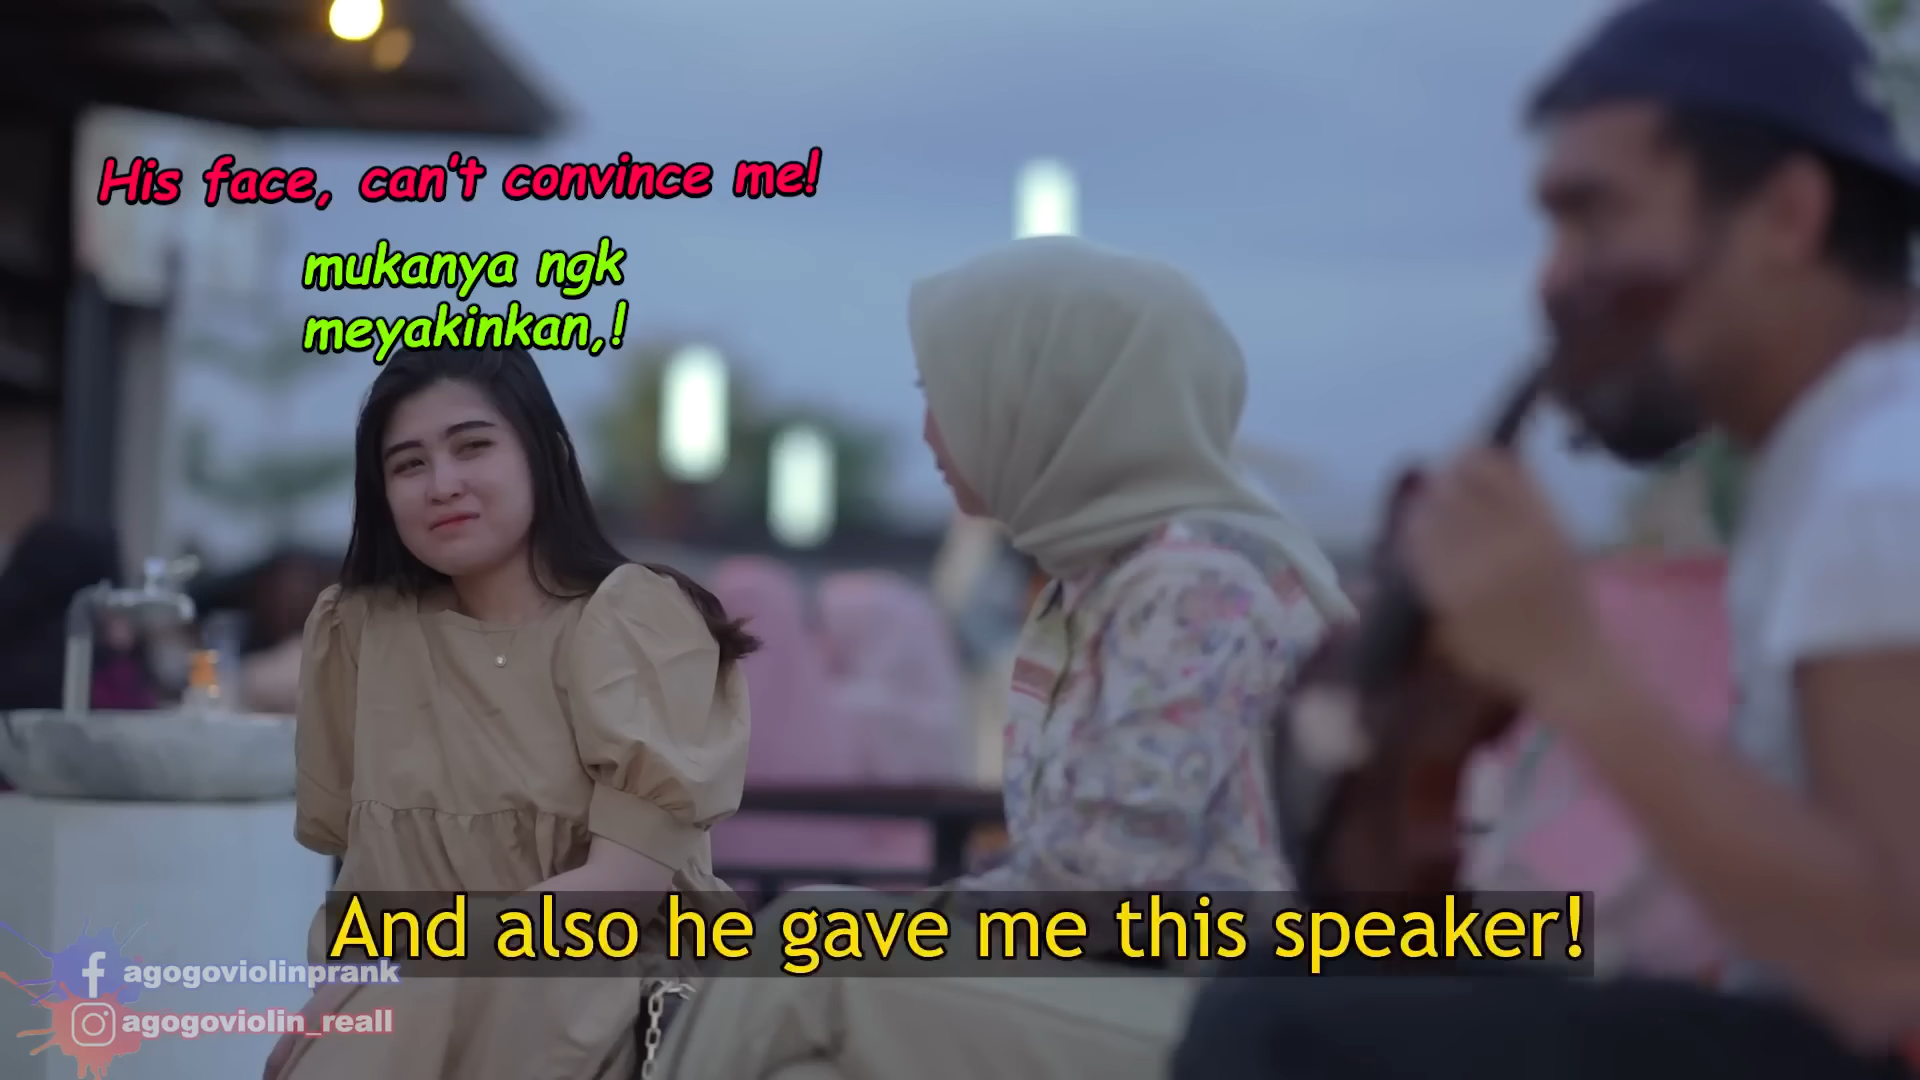 His face, can't convince me!
mukanya ngk
meyakinkan,!
And also he gave me this speaker!
agogoviolinprank
agogoviolin_reall